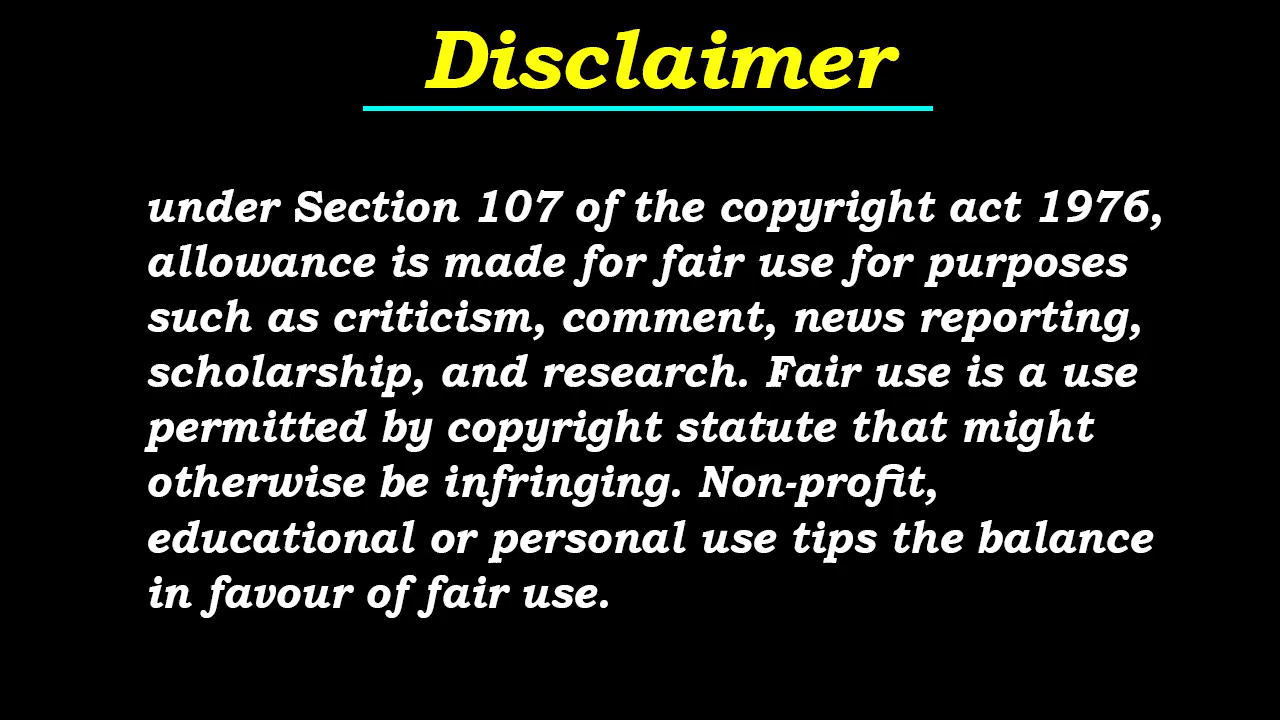 Disclaimer
under Section 107 of the copyright act 1976,
allowance is made for fair use for purposes
such as criticism, comment, news reporting,
scholarship, and research. Fair use is a use
permitted by copyright statute that might
otherwise be infringing. Non-profit,
educational or personal use tips the balance
in favour of fair use.